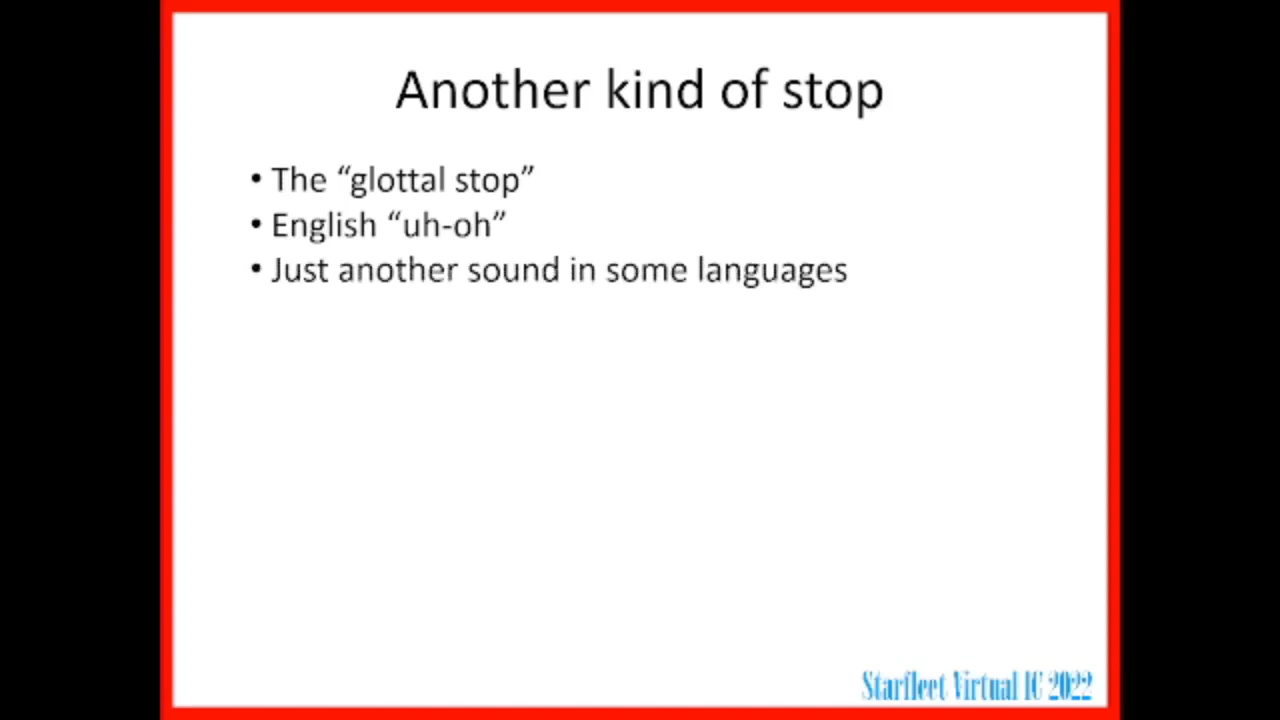 Another kind of stop
• The “glottal stop”
• English “uh-oh”
• Just another sound in some languages
Starfleet Virtual IC 2022